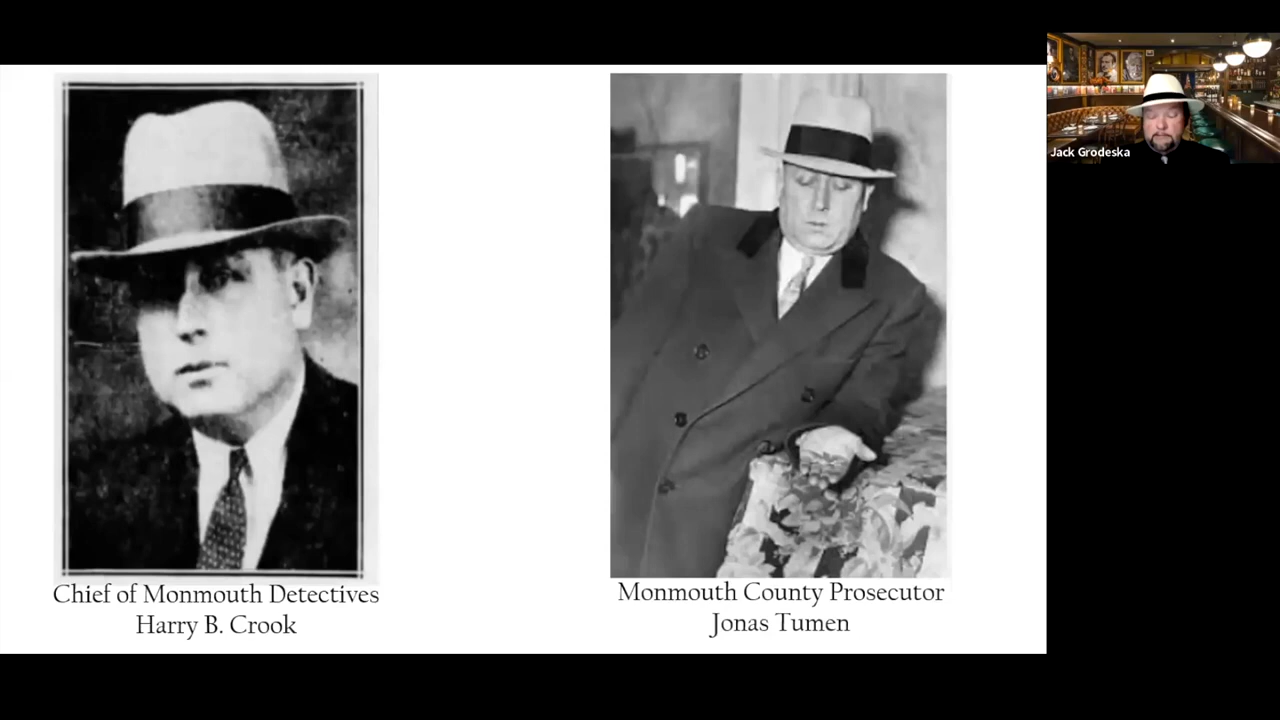 Jack Grodeska
Chief of Monmouth Detectives
Harry B. Crook
Monmouth County Prosecutor
Jonas Tumen